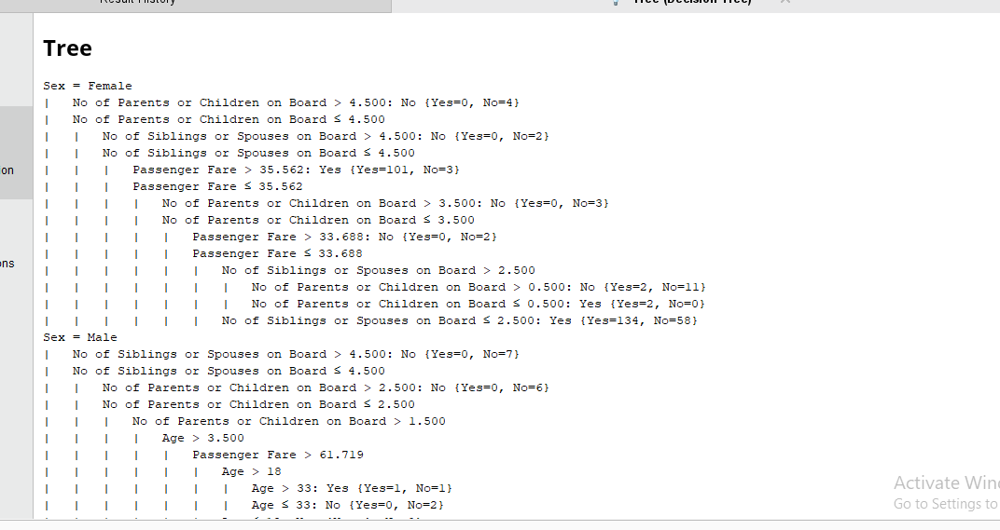 Result History
Tree (Decision Tree)
Tree
Sex = Female
| No of Parents or Children on Board > 4.500: No {Yes=0, No=4}
| No of Parents or Children on Board ≤ 4.500
| | No of Siblings or Spouses on Board > 4.500: No {Yes=0, No=2}
| | No of Siblings or Spouses on Board ≤ 4.500
| | | Passenger Fare > 35.562: Yes {Yes=101, No=3}
| | | Passenger Fare ≤ 35.562
| | | | No of Parents or Children on Board > 3.500: No {Yes=0, No=3}
| | | | No of Parents or Children on Board ≤ 3.500
| | | | | Passenger Fare > 33.688: No {Yes=0, No=2}
| | | | | Passenger Fare ≤ 33.688
| | | | | | No of Siblings or Spouses on Board > 2.500
| | | | | | | No of Parents or Children on Board > 0.500: No {Yes=2, No=11}
| | | | | | | No of Parents or Children on Board ≤ 0.500: Yes {Yes=2, No=0}
| | | | | | No of Siblings or Spouses on Board ≤ 2.500: Yes {Yes=134, No=58}
Sex = Male
| No of Siblings or Spouses on Board > 4.500: No {Yes=0, No=7}
| No of Siblings or Spouses on Board ≤ 4.500
| | No of Parents or Children on Board > 2.500: No {Yes=0, No=6}
| | No of Parents or Children on Board ≤ 2.500
| | | No of Parents or Children on Board > 1.500
| | | | Age > 3.500
| | | | | Passenger Fare > 61.719
| | | | | | Age > 18
| | | | | | | Age > 33: Yes {Yes=1, No=1}
| | | | | | | Age ≤ 33: No {Yes=0, No=2}
on
ons
Activate Win
Go to Settings to